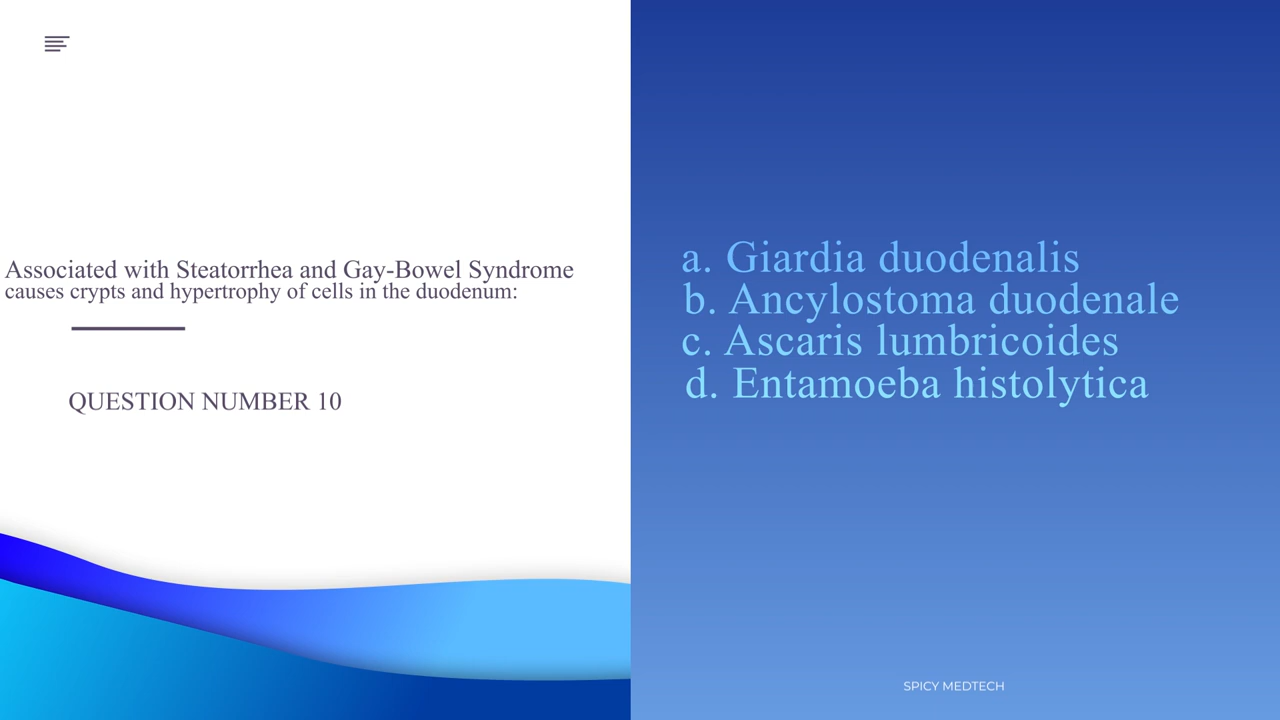 Associated with Steatorrhea and Gay-Bowel Syndrome
causes crypts and hypertrophy of cells in the duodenum:
QUESTION NUMBER 10
a. Giardia duodenalis
b. Ancylostoma duodenale
c. Ascaris lumbricoides
d. Entamoeba histolytica
SPICY MEDTECH